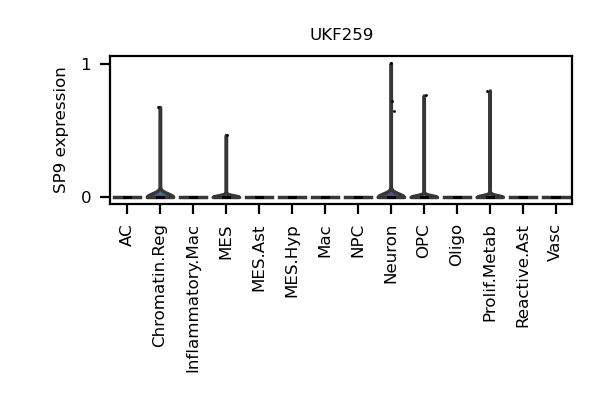 UKF259
SP9 expression
1
0
AC
Chromatin.Reg
Inflammatory.Mac
MES
MES.Ast
MES.Hyp
Mac
NPC
Neuron
OPC
Oligo
Prolif.Metab
Reactive.Ast
Vasc